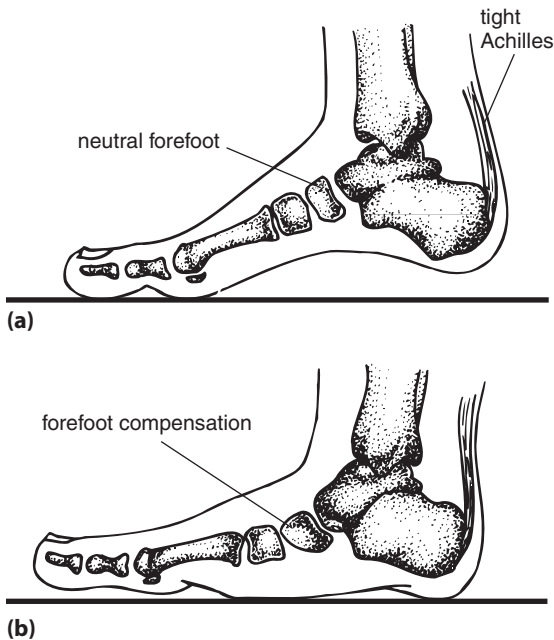 tight
Achilles
neutral forefoot
(a)
forefoot compensation
(b)